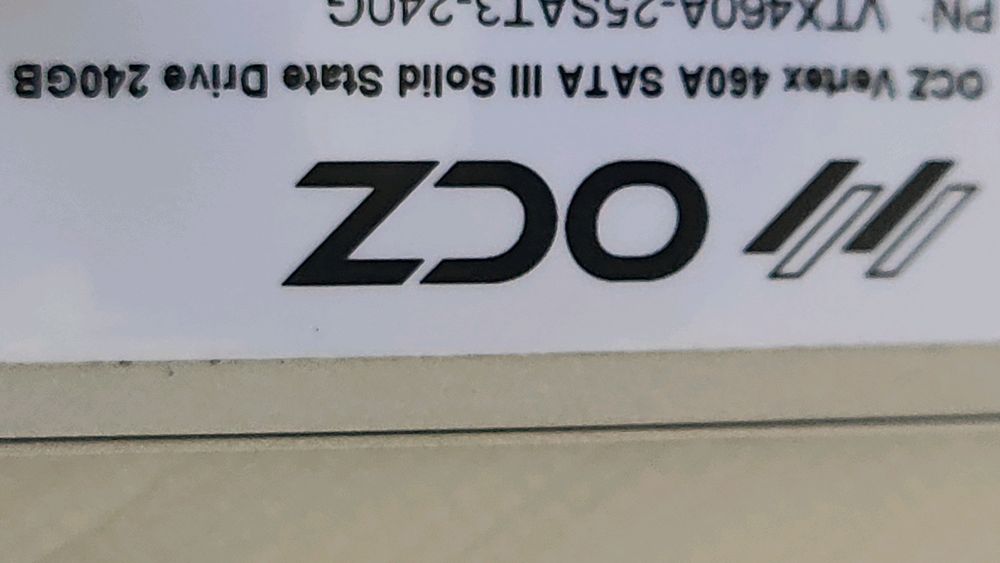 OCZ
OCZ Vertex 460A SATA III Solid State Drive 240GB
PN: VTX460A-25SAT3-240G